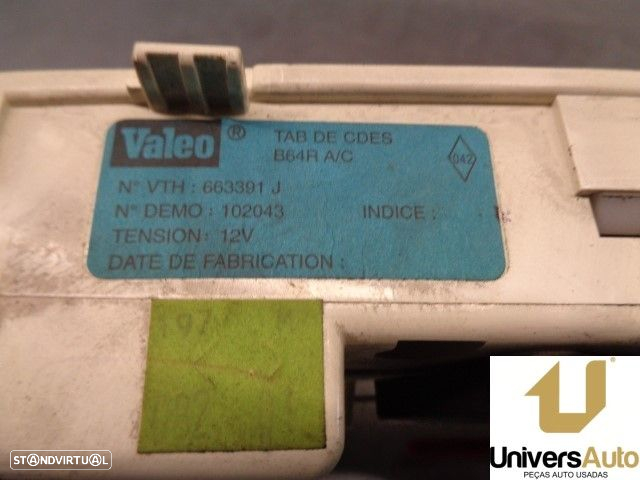 Valeo ®
TAB DE CDES
B64R A/C
042
N° VTH : 663391 J
N° DEMO : 102043 INDICE :
TENSION : 12V
DATE DE FABRICATION :
97
STANDVIRTUAL
UNIVERSAUTO
PEÇAS AUTO USADAS